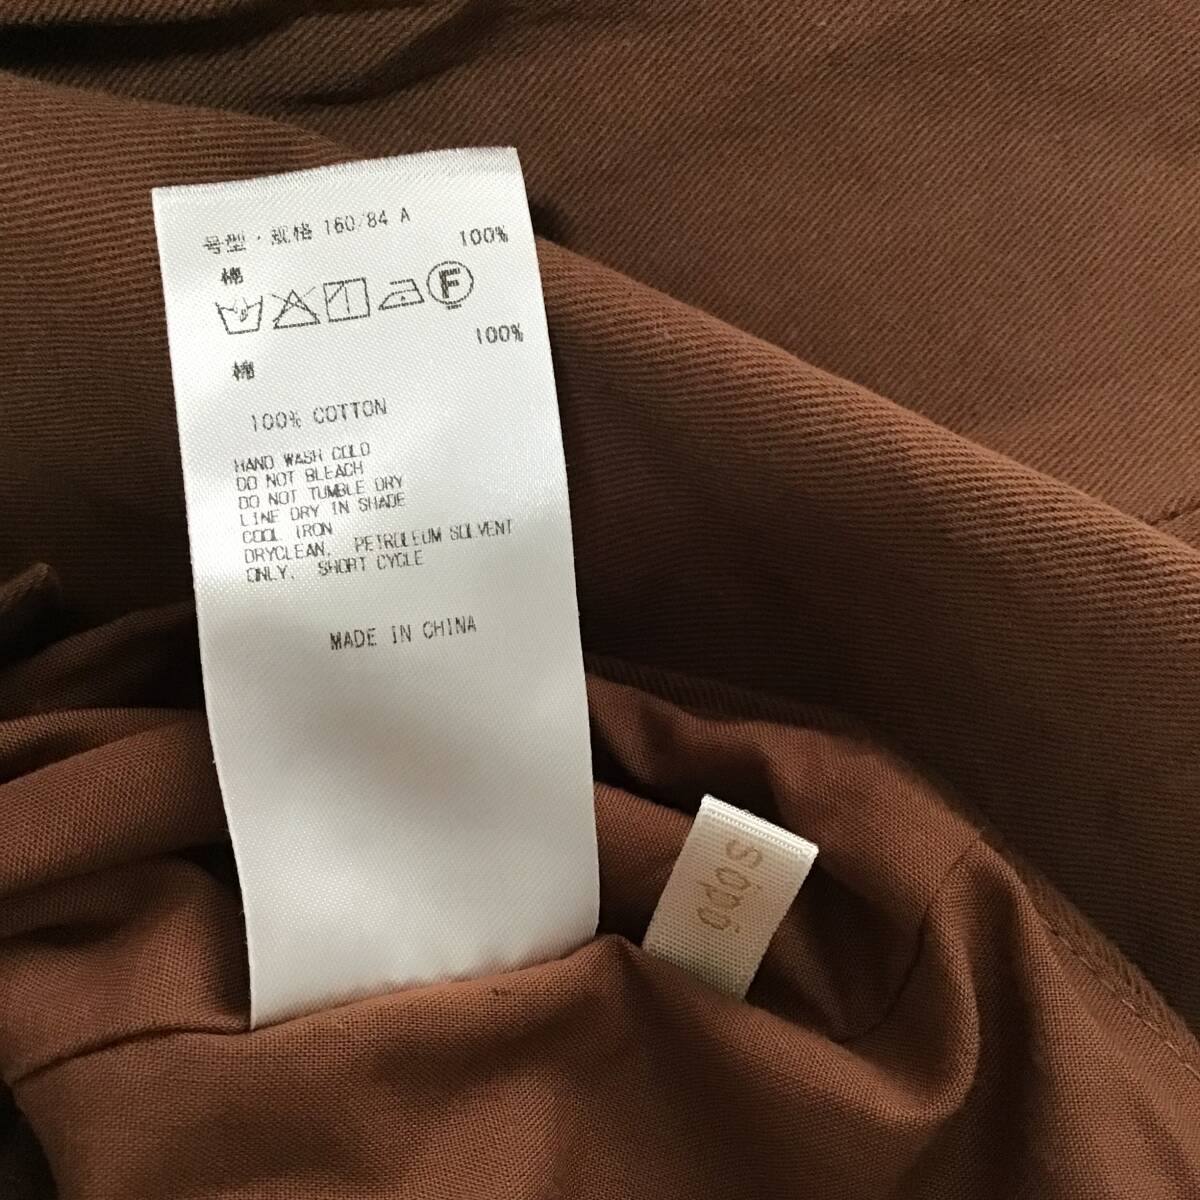 号型・规格 160/84 A
棉 100%
F
棉 100%
100% COTTON
HAND WASH COLD
DO NOT BLEACH
DO NOT TUMBLE DRY
LINE DRY IN SHADE
COOL IRON
DRYCLEAN, PETROLEUM SOLVENT
ONLY, SHORT CYCLE
MADE IN CHINA